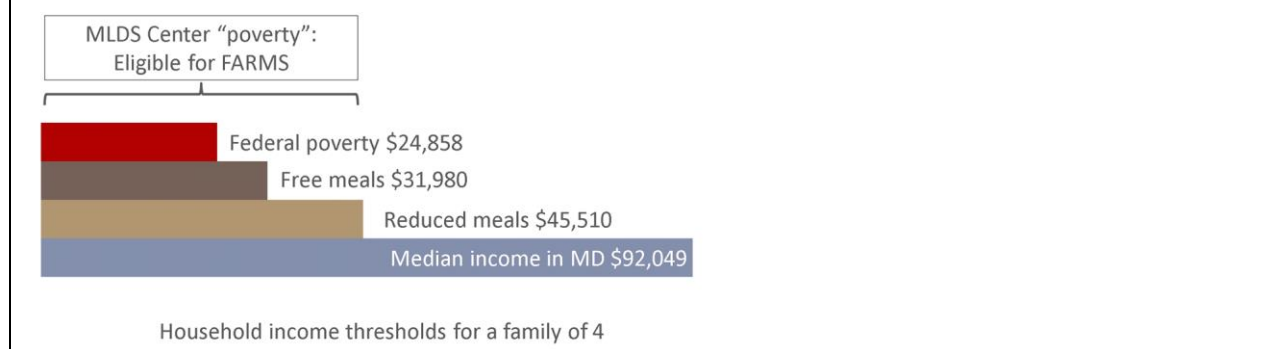 MLDS Center “poverty”:
Eligible for FARMS
Federal poverty $24,858
Free meals $31,980
Reduced meals $45,510
Median income in MD $92,049
Household income thresholds for a family of 4